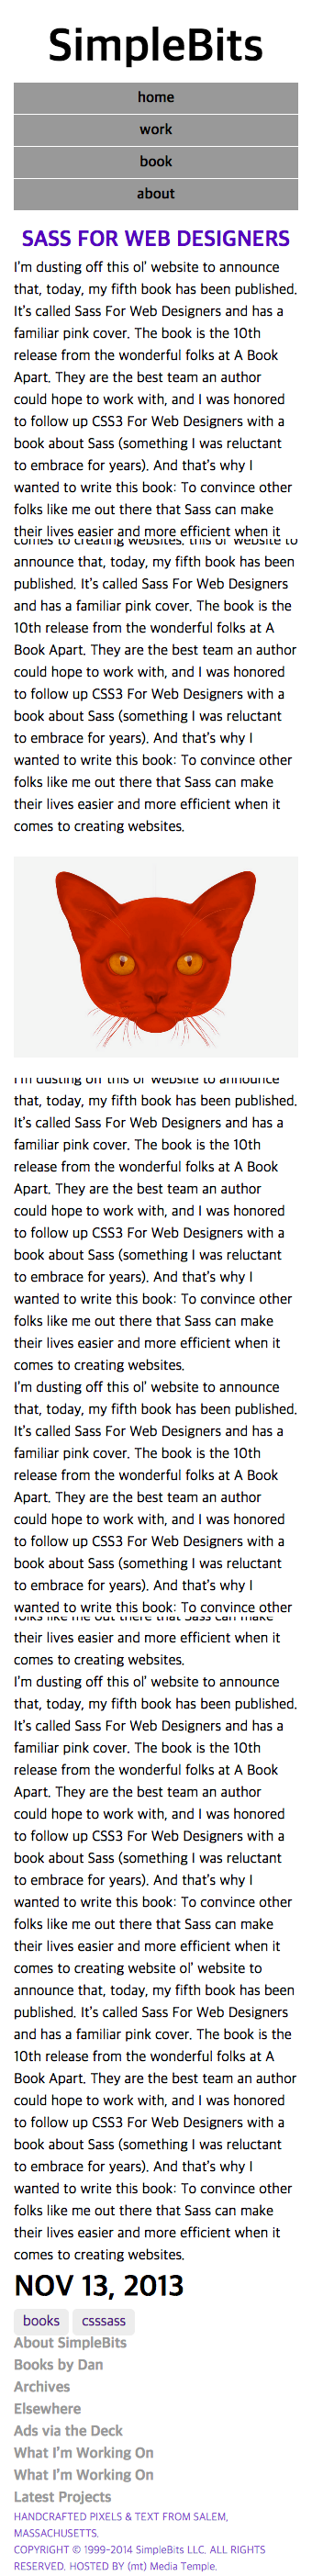 SimpleBits
home
work
book
about
SASS FOR WEB DESIGNERS
I'm dusting off this ol' website to announce
that, today, my fifth book has been published.
It's called Sass For Web Designers and has a
familiar pink cover. The book is the 10th
release from the wonderful folks at A Book
Apart. They are the best team an author
could hope to work with, and I was honored
to follow up CSS3 For Web Designers with a
book about Sass (something I was reluctant
to embrace for years). And that's why I
wanted to write this book: To convince other
folks like me out there that Sass can make
their lives easier and more efficient when it
comes to creating websites. this ol' website to
announce that, today, my fifth book has been
published. It's called Sass For Web Designers
and has a familiar pink cover. The book is the
10th release from the wonderful folks at A
Book Apart. They are the best team an author
could hope to work with, and I was honored
to follow up CSS3 For Web Designers with a
book about Sass (something I was reluctant
to embrace for years). And that's why I
wanted to write this book: To convince other
folks like me out there that Sass can make
their lives easier and more efficient when it
comes to creating websites.
I'm dusting off this ol' website to announce
that, today, my fifth book has been published.
It's called Sass For Web Designers and has a
familiar pink cover. The book is the 10th
release from the wonderful folks at A Book
Apart. They are the best team an author
could hope to work with, and I was honored
to follow up CSS3 For Web Designers with a
book about Sass (something I was reluctant
to embrace for years). And that's why I
wanted to write this book: To convince other
folks like me out there that Sass can make
their lives easier and more efficient when it
comes to creating websites.
I'm dusting off this ol' website to announce
that, today, my fifth book has been published.
It's called Sass For Web Designers and has a
familiar pink cover. The book is the 10th
release from the wonderful folks at A Book
Apart. They are the best team an author
could hope to work with, and I was honored
to follow up CSS3 For Web Designers with a
book about Sass (something I was reluctant
to embrace for years). And that's why I
wanted to write this book: To convince other
folks like me out there that Sass can make
their lives easier and more efficient when it
comes to creating websites.
I'm dusting off this ol' website to announce
that, today, my fifth book has been published.
It's called Sass For Web Designers and has a
familiar pink cover. The book is the 10th
release from the wonderful folks at A Book
Apart. They are the best team an author
could hope to work with, and I was honored
to follow up CSS3 For Web Designers with a
book about Sass (something I was reluctant
to embrace for years). And that's why I
wanted to write this book: To convince other
folks like me out there that Sass can make
their lives easier and more efficient when it
comes to creating website ol' website to
announce that, today, my fifth book has been
published. It's called Sass For Web Designers
and has a familiar pink cover. The book is the
10th release from the wonderful folks at A
Book Apart. They are the best team an author
could hope to work with, and I was honored
to follow up CSS3 For Web Designers with a
book about Sass (something I was reluctant
to embrace for years). And that's why I
wanted to write this book: To convince other
folks like me out there that Sass can make
their lives easier and more efficient when it
comes to creating websites.
NOV 13, 2013
books csssass
About SimpleBits
Books by Dan
Archives
Elsewhere
Ads via the Deck
What I'm Working On
What I'm Working On
Latest Projects
HANDCRAFTED PIXELS & TEXT FROM SALEM,
MASSACHUSETTS.
COPYRIGHT © 1999-2014 SimpleBits LLC. ALL RIGHTS
RESERVED. HOSTED BY (mt) Media Temple.